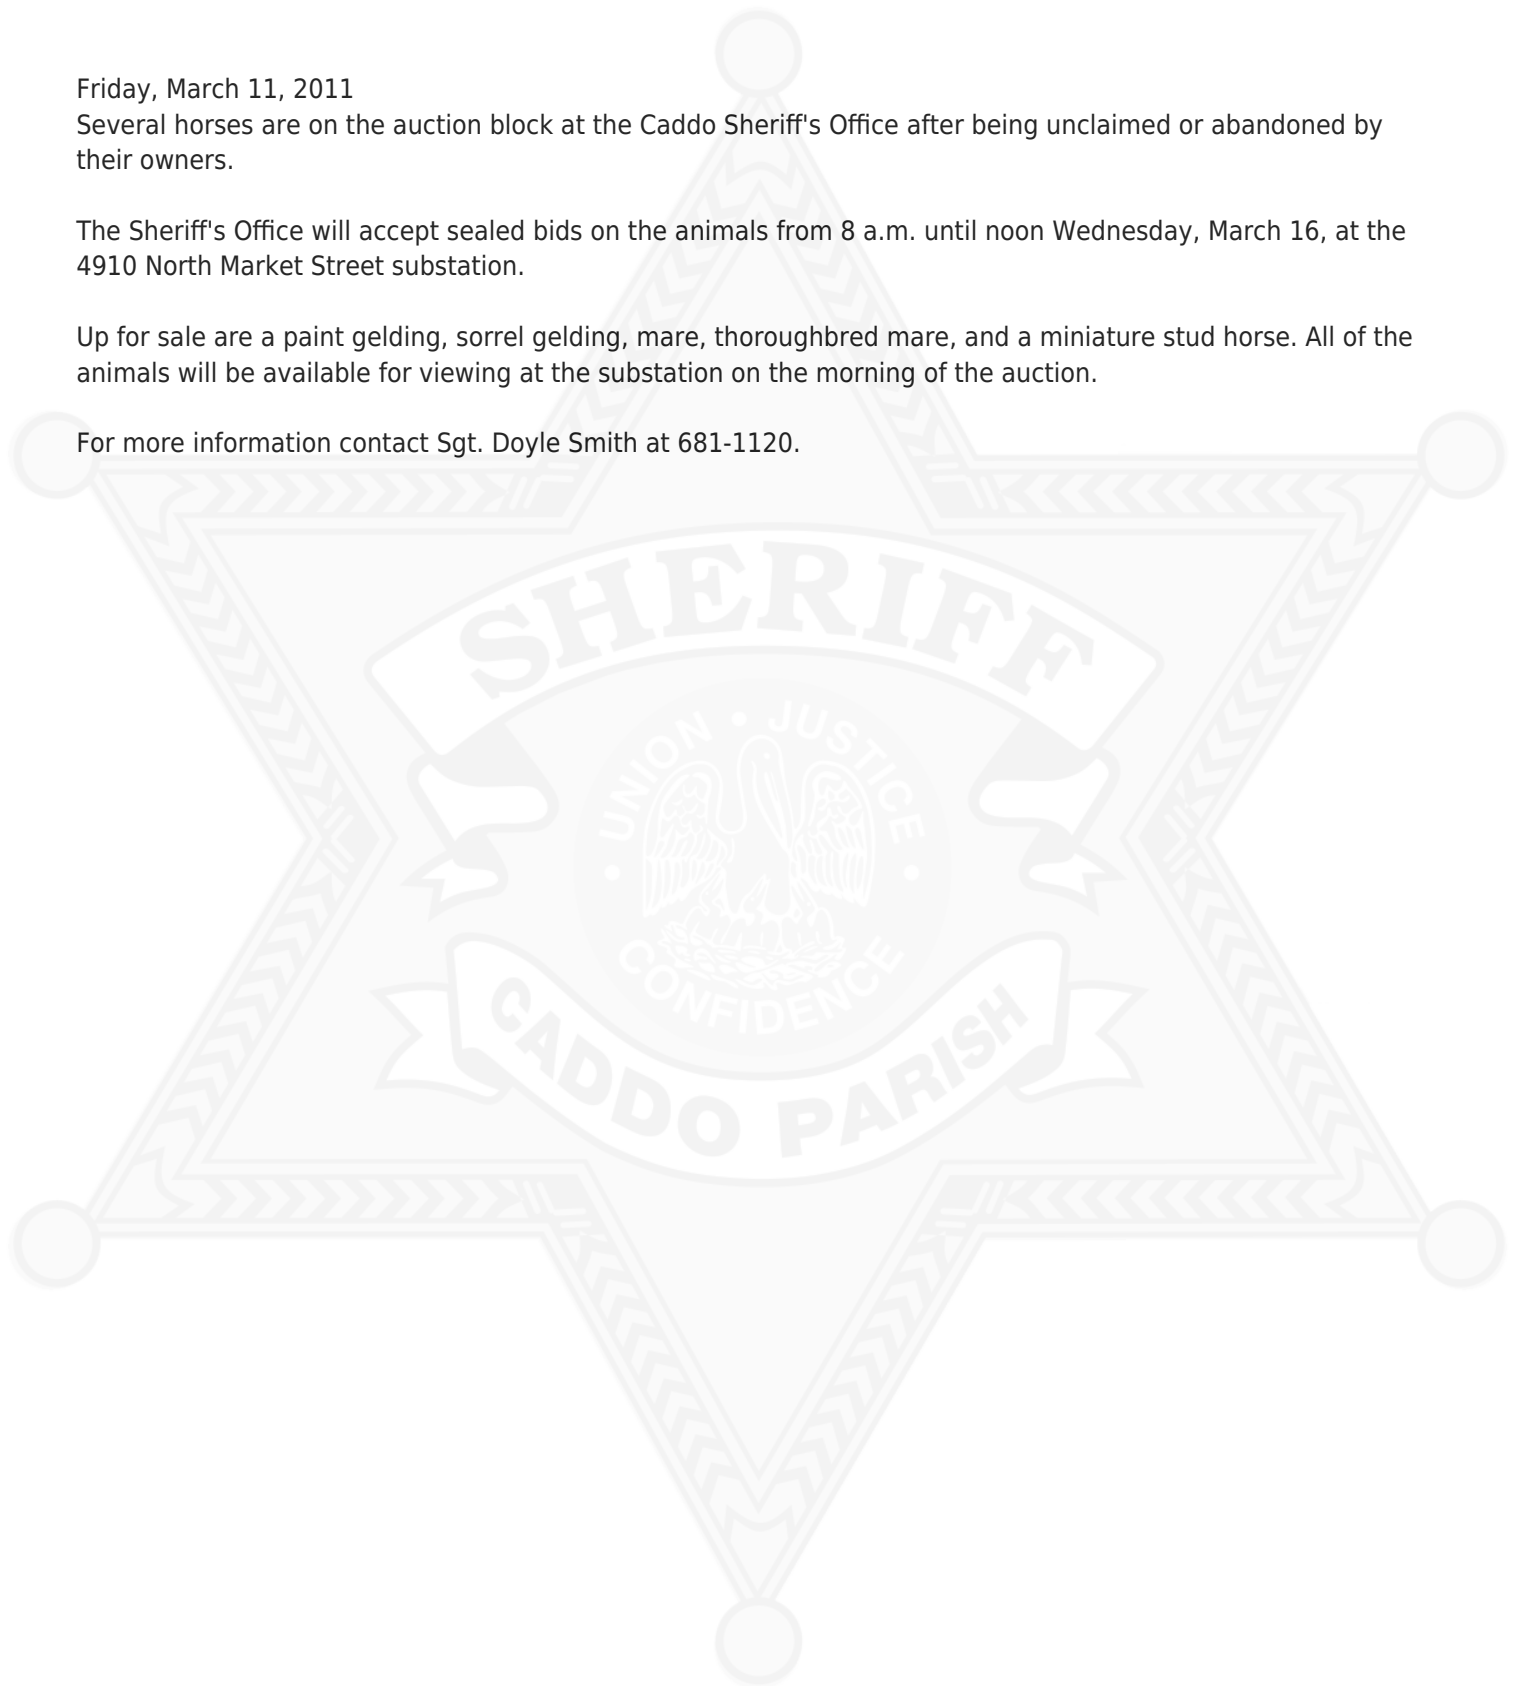 Friday, March 11, 2011
Several horses are on the auction block at the Caddo Sheriff's Office after being unclaimed or abandoned by
their owners.
The Sheriff's Office will accept sealed bids on the animals from 8 a.m. until noon Wednesday, March 16, at the
4910 North Market Street substation.
Up for sale are a paint gelding, sorrel gelding, mare, thoroughbred mare, and a miniature stud horse. All of the
animals will be available for viewing at the substation on the morning of the auction.
For more information contact Sgt. Doyle Smith at 681-1120.
SHERIFF
UNION • JUSTICE •
• CONFIDENCE
CADDO PARISH